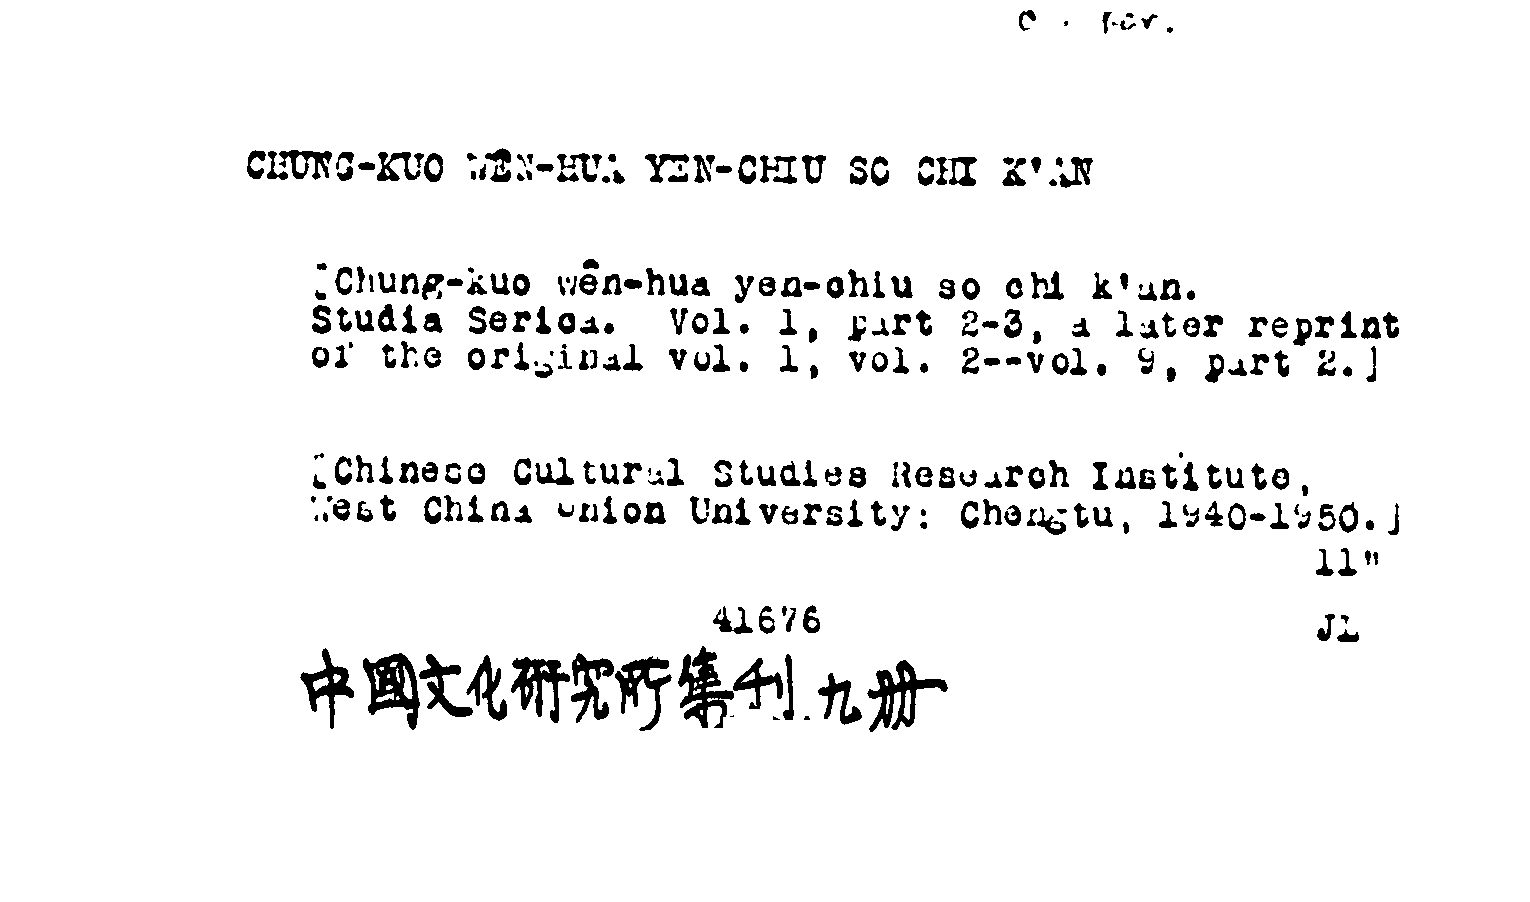 CHUNG-KUO WÊN-HUA YEN-CHIU SO CHI K'AN
[Chung-kuo wên-hua yen-chiu so chi k'an.
Studia Serica. Vol. 1, part 2-3, a later reprint
of the original vol. 1, vol. 2--vol. 9, part 2.]
[Chinese Cultural Studies Research Institute,
West China Union University: Chengtu, 1940-1950.]
11"
41676
J1
中國文化研究所集刊 九册